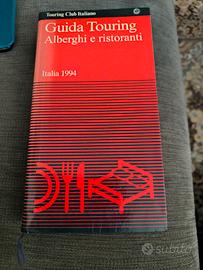 Touring Club Italiano
Guida Touring
Alberghi e ristoranti
Italia 1994
subito